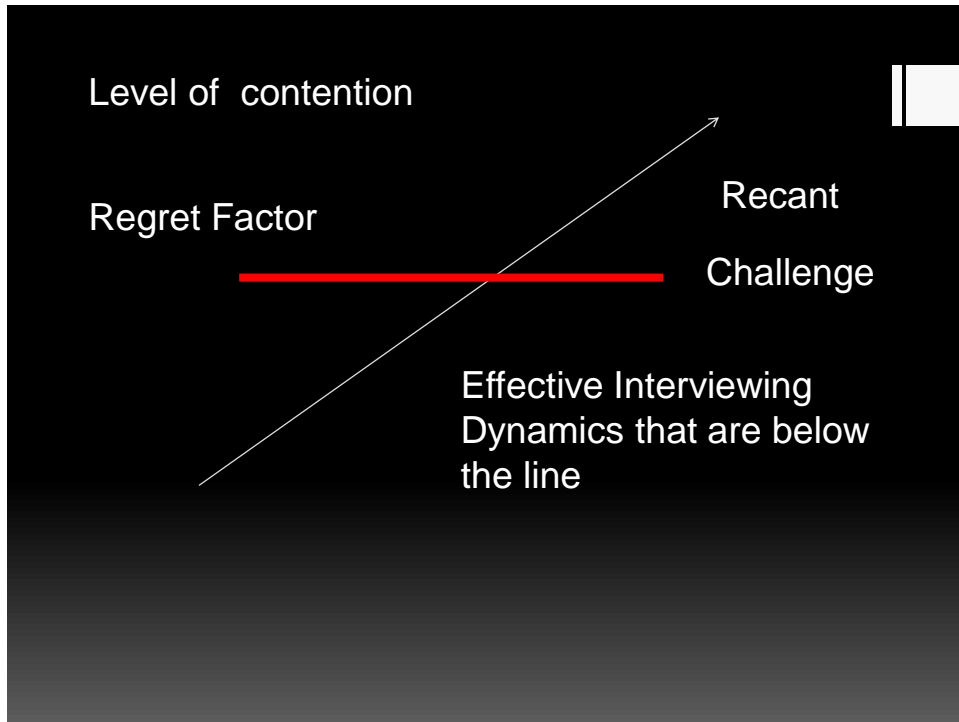 Level of  contention
Regret Factor
Recant
Challenge
Effective Interviewing
Dynamics that are below
the line